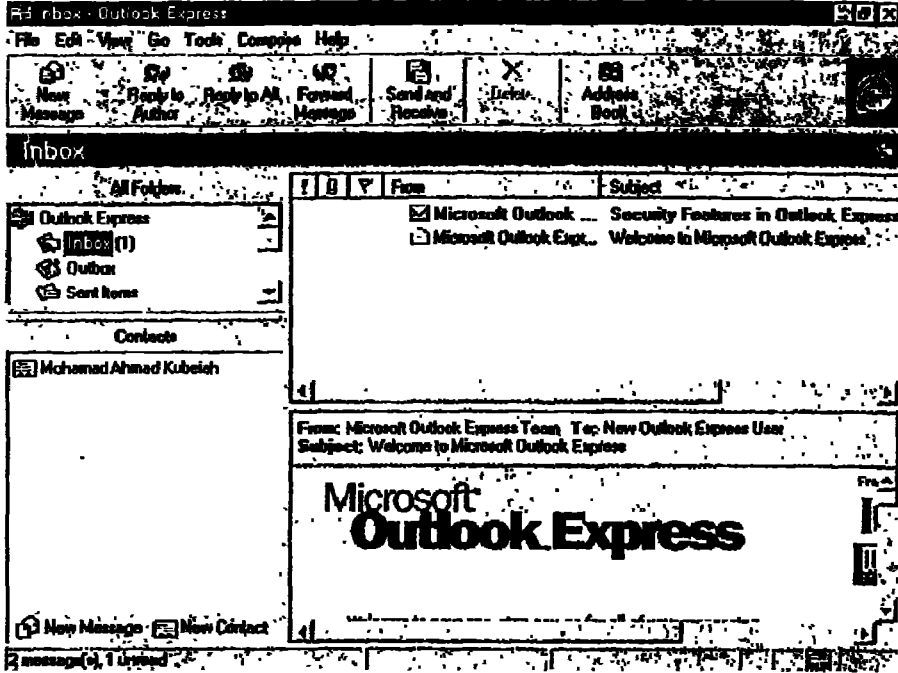 Inbox - Outlook Express
File Edit View Go Tools Compose Help
New Message
Reply to Author
Reply to All
Forward Message
Send and Receive
Delete
Address Book
Inbox
All Folders
Outlook Express
Inbox (1)
Outbox
Sent Items
Contacts
Mohamad Ahmad Kubeiah
New Message New Contact
! From Subject
Microsoft Outlook ... Security Features in Outlook Express
Microsoft Outlook Expr... Welcome to Microsoft Outlook Express
From: Microsoft Outlook Express Team To: New Outlook Express User
Subject: Welcome to Microsoft Outlook Express
Fre
Microsoft
Outlook Express
2 message(s), 1 unread